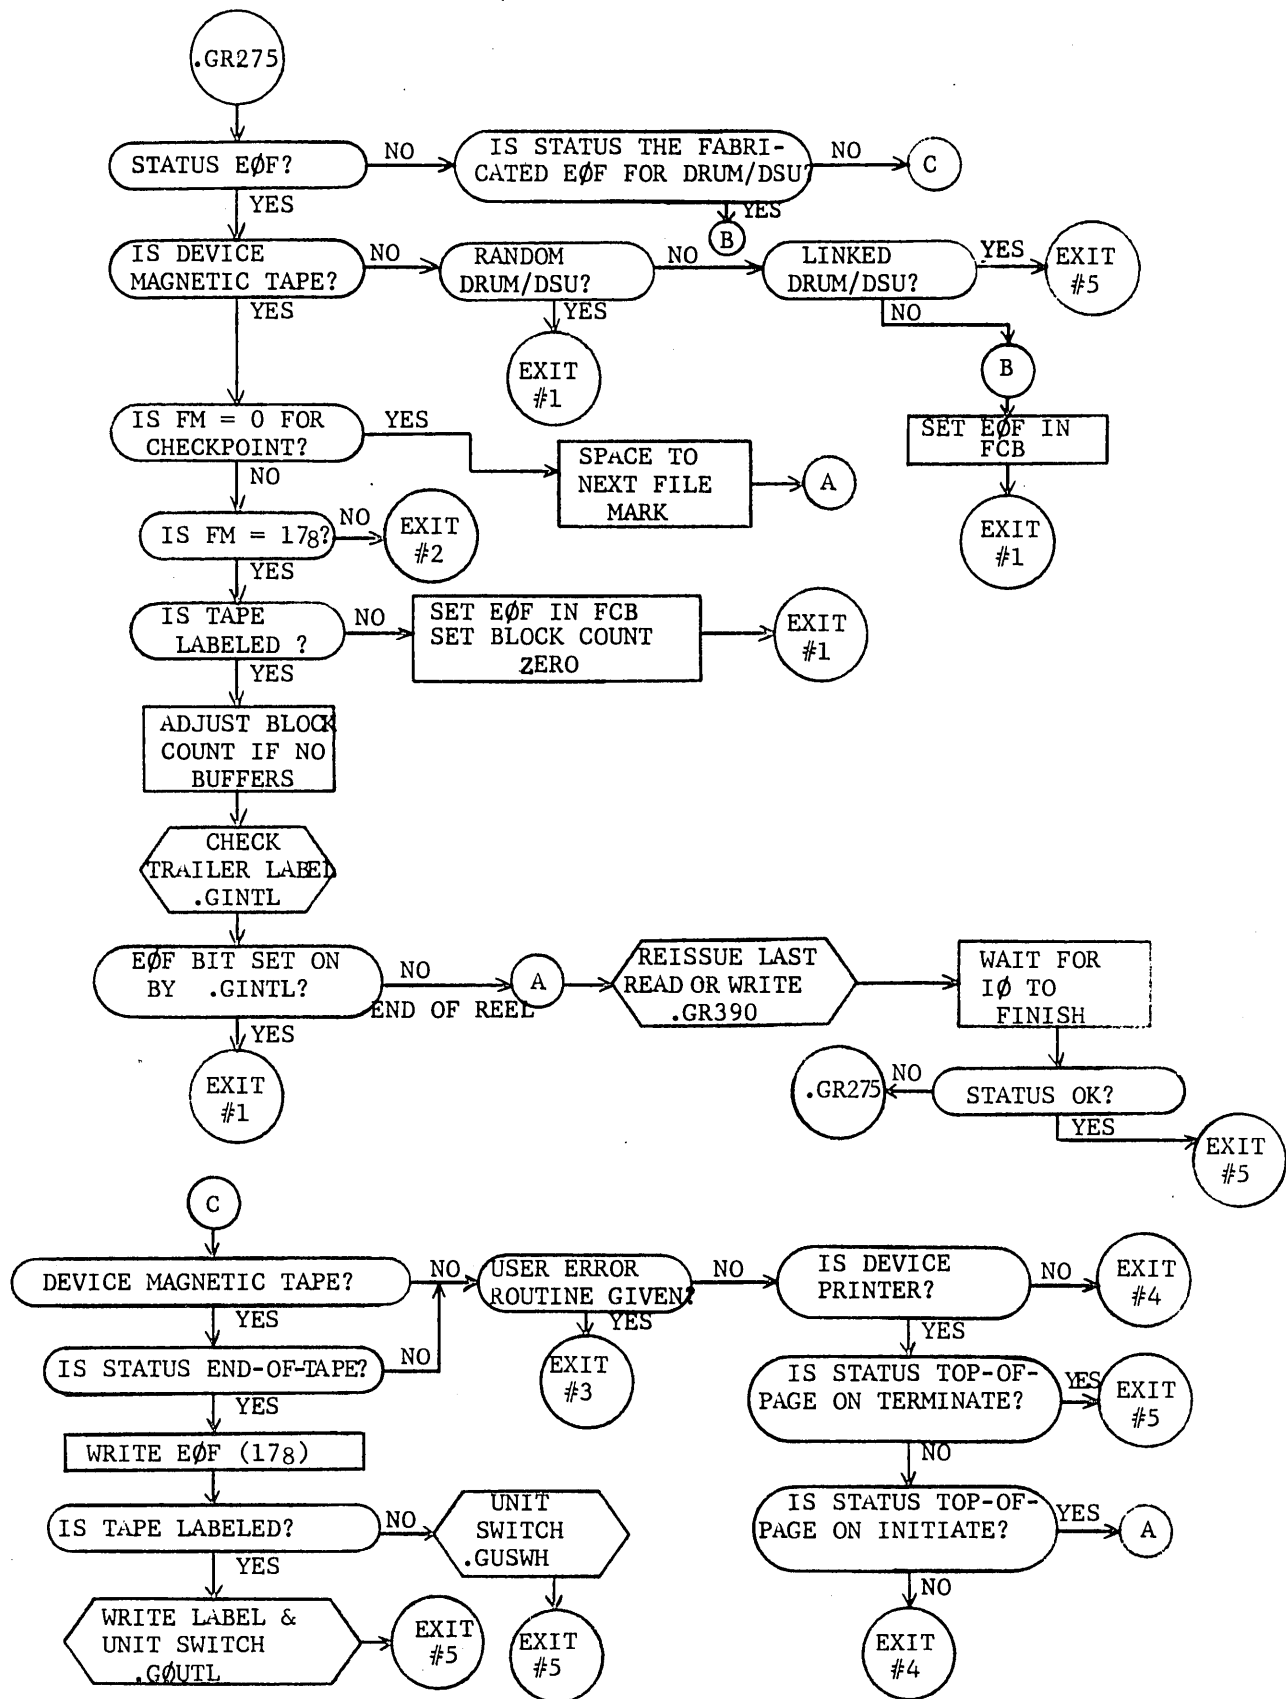 .GR275
STATUS EØF?
NO
IS STATUS THE FABRI-
CATED EØF FOR DRUM/DSU?
NO
C
YES
YES
B
IS DEVICE
MAGNETIC TAPE?
NO
RANDOM
DRUM/DSU?
NO
LINKED
DRUM/DSU?
YES
EXIT
#5
YES
YES
NO
EXIT
#1
B
IS FM = 0 FOR
CHECKPOINT?
YES
SET EØF IN
FCB
NO
SPACE TO
NEXT FILE
MARK
A
IS FM = 178?
NO
EXIT
#2
EXIT
#1
YES
IS TAPE
LABELED ?
NO
SET EØF IN FCB
SET BLOCK COUNT
ZERO
EXIT
#1
YES
ADJUST BLOCK
COUNT IF NO
BUFFERS
CHECK
TRAILER LABEL
.GINTL
EØF BIT SET ON
BY .GINTL?
NO
END OF REEL
A
REISSUE LAST
READ OR WRITE
.GR390
WAIT FOR
IØ TO
FINISH
YES
EXIT
#1
STATUS OK?
NO
.GR275
YES
EXIT
#5
C
DEVICE MAGNETIC TAPE?
NO
USER ERROR
ROUTINE GIVEN?
NO
IS DEVICE
PRINTER?
NO
EXIT
#4
YES
YES
YES
IS STATUS END-OF-TAPE?
NO
EXIT
#3
IS STATUS TOP-OF-
PAGE ON TERMINATE?
YES
EXIT
#5
YES
WRITE EØF (178)
NO
IS TAPE LABELED?
NO
UNIT
SWITCH
.GUSWH
IS STATUS TOP-OF-
PAGE ON INITIATE?
YES
A
YES
NO
WRITE LABEL &
UNIT SWITCH
.GØUTL
EXIT
#5
EXIT
#5
EXIT
#4